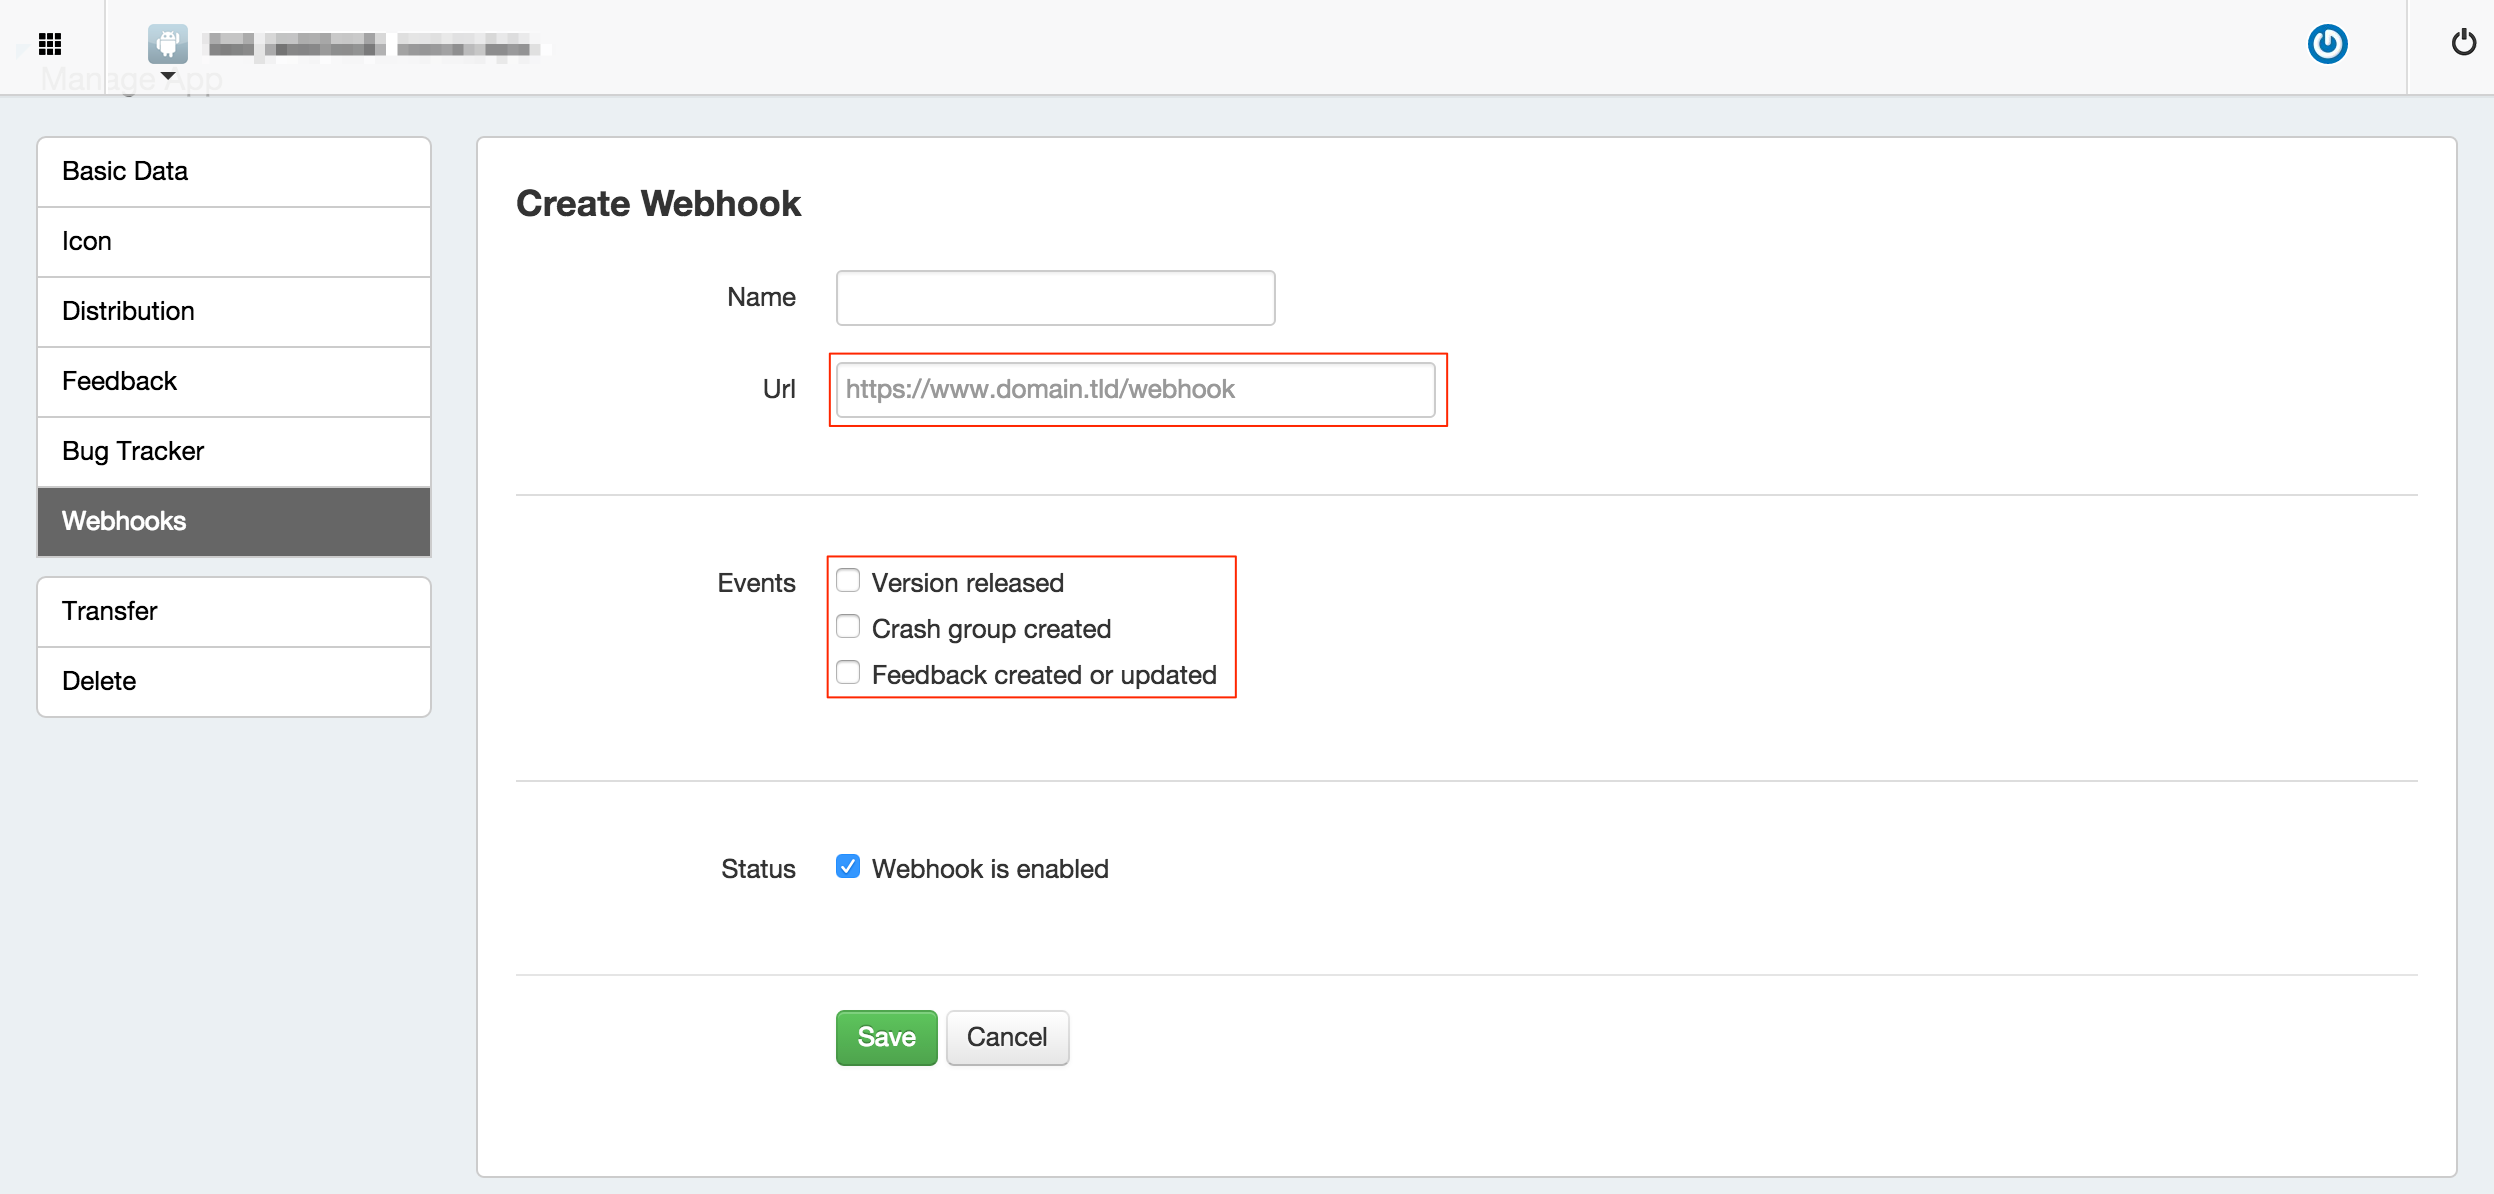 Manage App
Basic Data
Icon
Distribution
Feedback
Bug Tracker
Webhooks
Transfer
Delete
Create Webhook
Name
Url https://www.domain.tld/webhook
Events Version released
Crash group created
Feedback created or updated
Status Webhook is enabled
Save Cancel